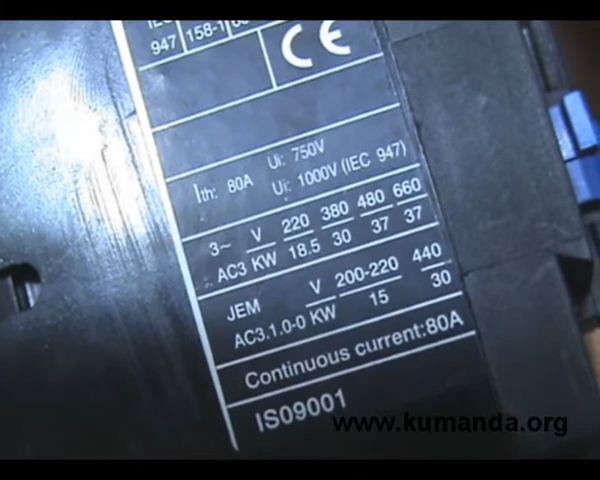 947 158-1
CE
Ith: 80A Ui: 750V
Ui: 1000V (IEC 947)
3~ V 220 380 480 660
AC3 KW 18.5 30 37 37
JEM V 200-220 440
AC3.1.0-0 KW 15 30
Continuous current:80A
ISO9001
www.kumanda.org